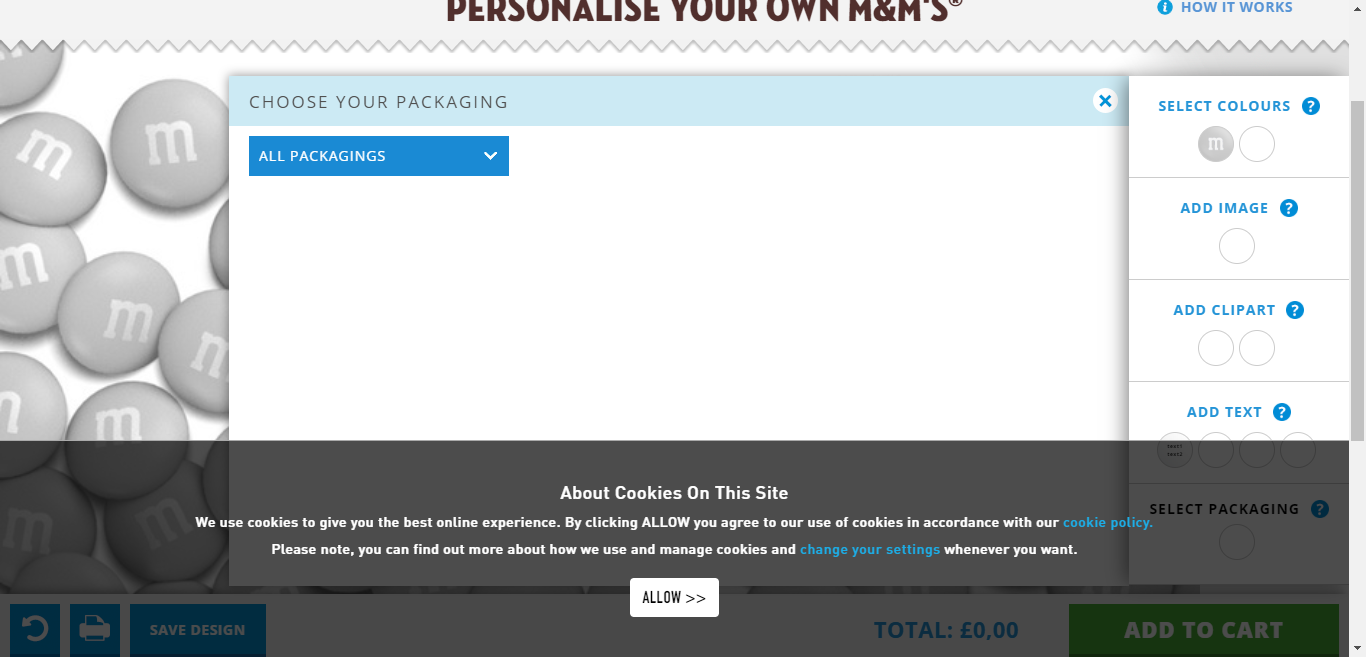 PERSONALISE YOUR OWN M&M'S®
HOW IT WORKS
CHOOSE YOUR PACKAGING
ALL PACKAGINGS
SELECT COLOURS ?
m
ADD IMAGE ?
ADD CLIPART ?
ADD TEXT ?
text1
text2
SELECT PACKAGING ?
m
m
m
m
m
m
m
m
m
About Cookies On This Site
We use cookies to give you the best online experience. By clicking ALLOW you agree to our use of cookies in accordance with our cookie policy.
Please note, you can find out more about how we use and manage cookies and change your settings whenever you want.
ALLOW >>
SAVE DESIGN
TOTAL: £0,00
ADD TO CART